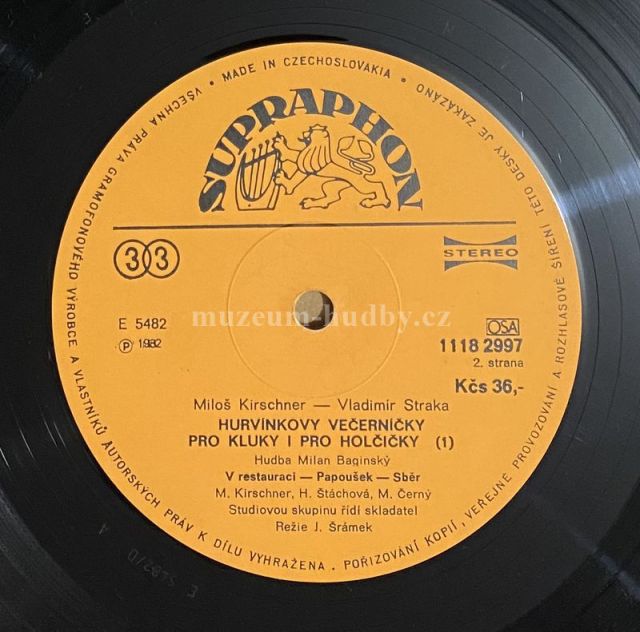 VŠECHNA PRÁVA GRAMOFONOVÉHO VÝROBCE A VLASTNÍKŮ AUTORSKÝCH PRÁV K DÍLU VYHRAŽENA. POŘIZOVÁNÍ KOPIÍ, VEŘEJNÉ PROVOZOVÁNÍ A ROZHLASOVÉ ŠÍŘENÍ TÉTO DESKY JE ZAKÁZÁNO
• MADE IN CZECHOSLOVAKIA •
SUPRAPHON
33
STEREO
muzeum-hudby.cz
E 5482
Ⓟ 1982
OSA
1118 2997
2. strana
Kčs 36,-
Miloš Kirschner — Vladimír Straka
HURVÍNKOVY VEČERNÍČKY
PRO KLUKY I PRO HOLČIČKY (1)
Hudba Milan Baginský
V restauraci — Papoušek — Sběr
M. Kirschner, H. Štáchová, M. Černý
Studiovou skupinu řídí skladatel
Režie J. Šrámek